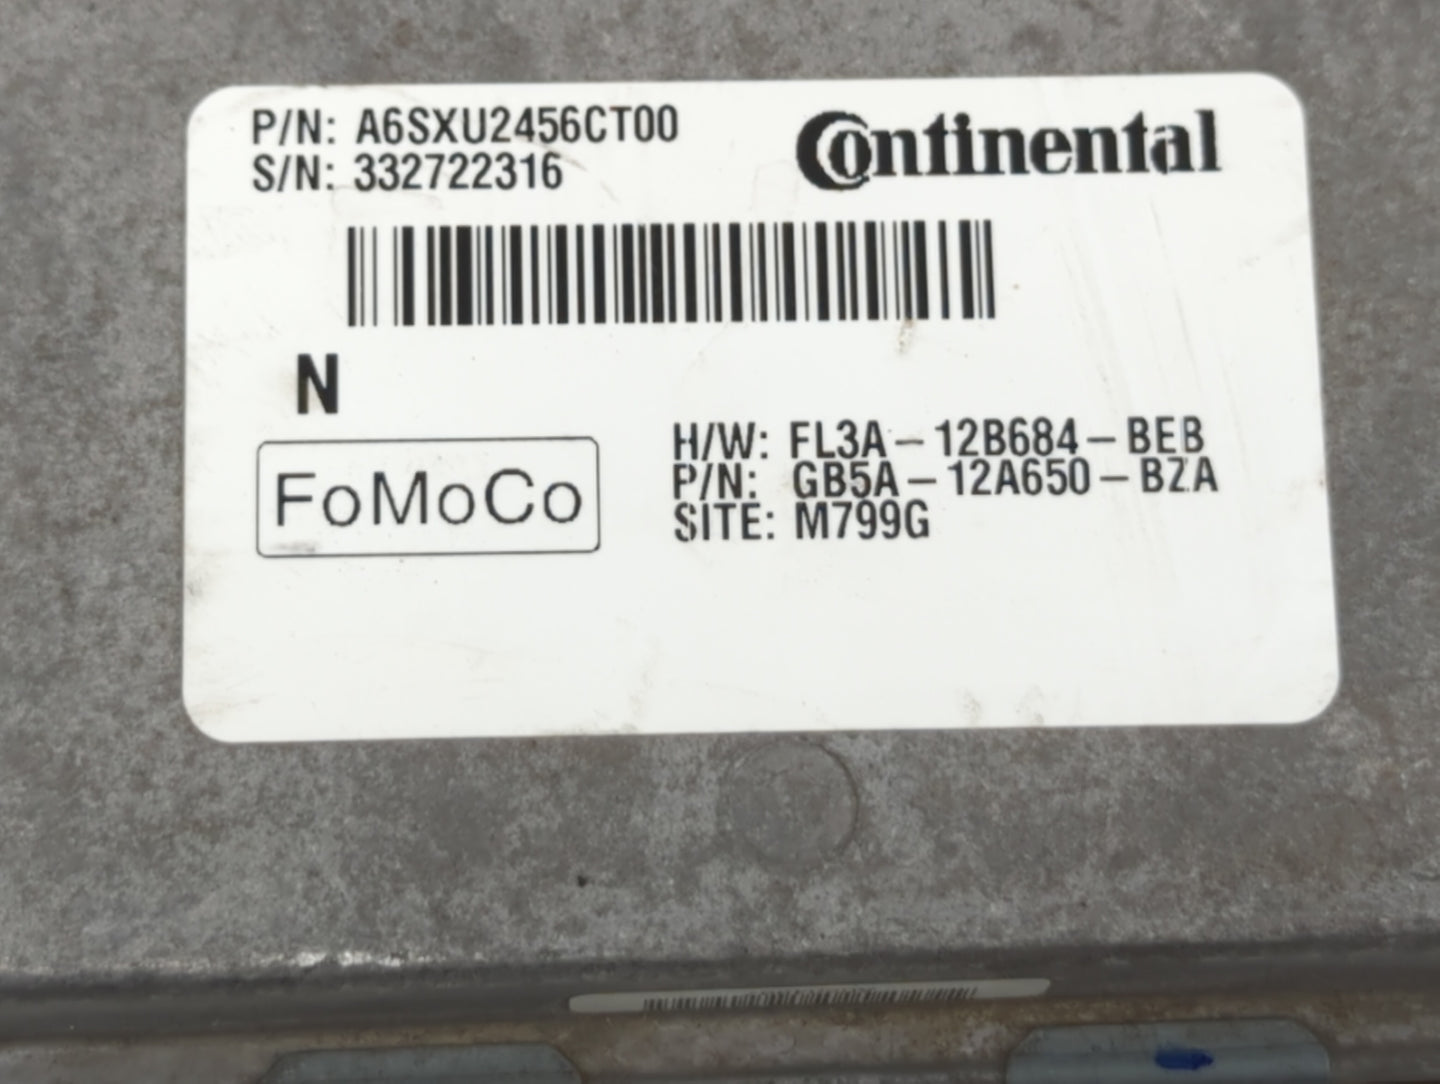 P/N: A6SXU2456CT00
S/N: 332722316
Continental
N
FoMoCo
H/W: FL3A-12B684-BEB
P/N: GB5A-12A650-BZA
SITE: M799G